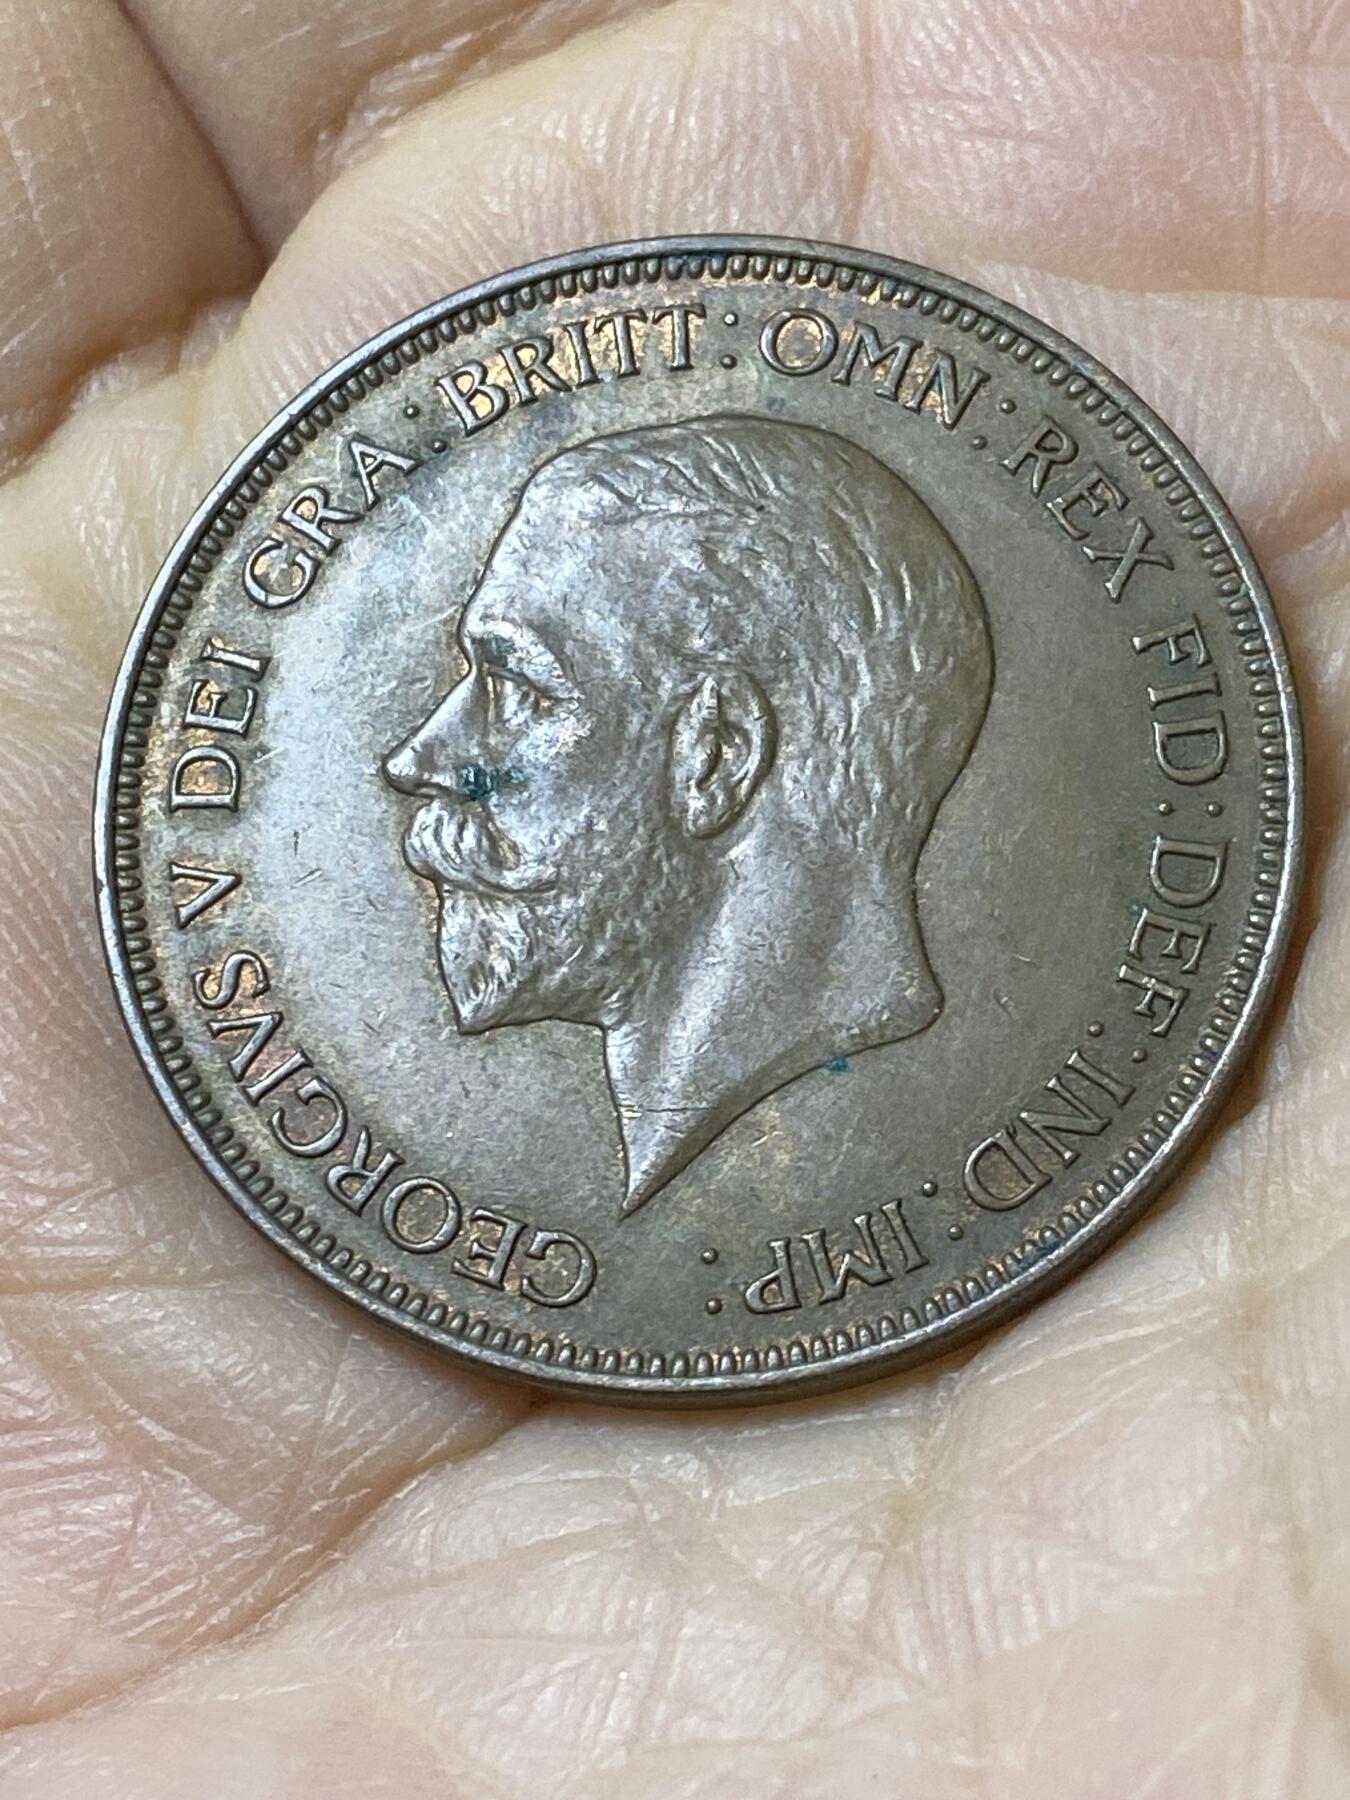 GEORGIVS V DEI GRA: BRITT: OMN: REX FID: DEF: IND: IMP: